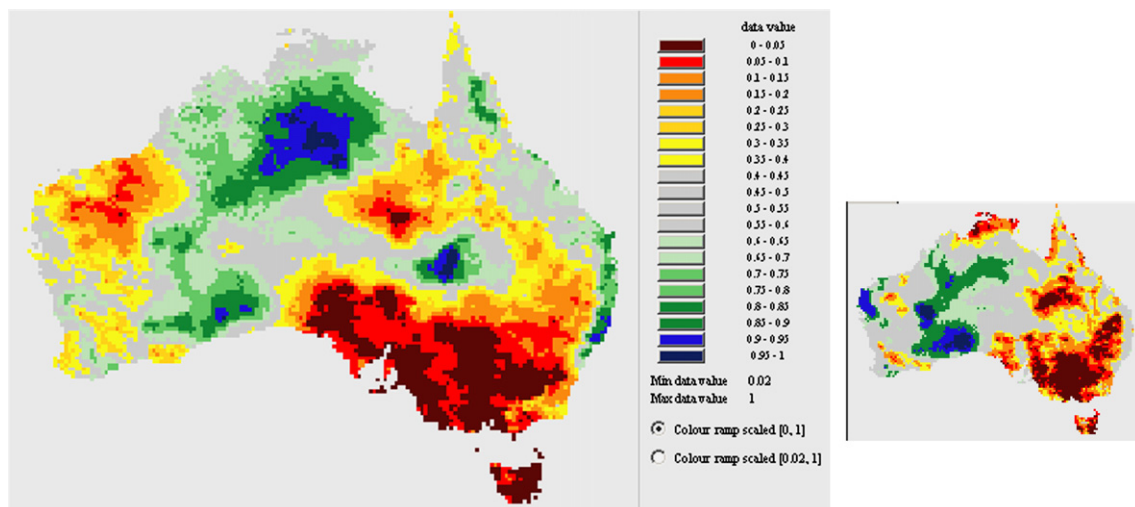 data value
0 - 0.05
0.05 - 0.1
0.1 - 0.15
0.15 - 0.2
0.2 - 0.25
0.25 - 0.3
0.3 - 0.35
0.35 - 0.4
0.4 - 0.45
0.45 - 0.5
0.5 - 0.55
0.55 - 0.6
0.6 - 0.65
0.65 - 0.7
0.7 - 0.75
0.75 - 0.8
0.8 - 0.85
0.85 - 0.9
0.9 - 0.95
0.95 - 1
Min data value 0.02
Max data value 1
Colour ramp scaled [0, 1]
Colour ramp scaled [0.02, 1]